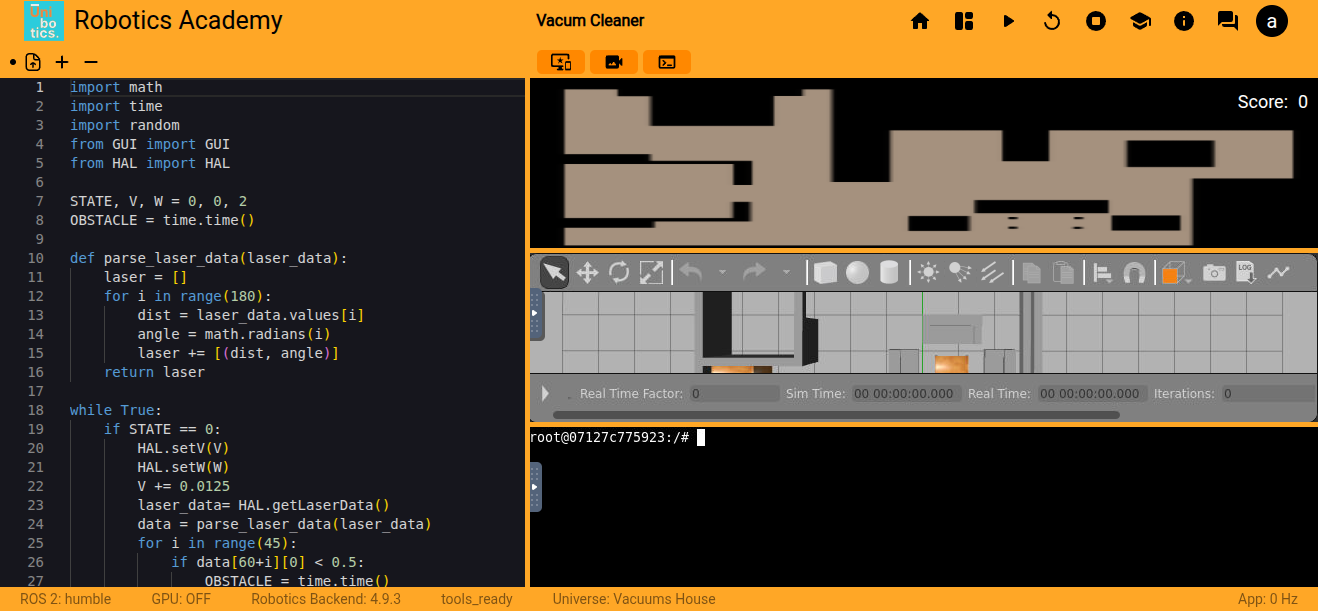 Uni
bo
tics.
Robotics Academy
Vacum Cleaner
a
1 import math
2 import time
3 import random
4 from GUI import GUI
5 from HAL import HAL
6
7 STATE, V, W = 0, 0, 2
8 OBSTACLE = time.time()
9
10 def parse_laser_data(laser_data):
11 laser = []
12 for i in range(180):
13 dist = laser_data.values[i]
14 angle = math.radians(i)
15 laser += [(dist, angle)]
16 return laser
17
18 while True:
19 if STATE == 0:
20 HAL.setV(V)
21 HAL.setW(W)
22 V += 0.0125
23 laser_data= HAL.getLaserData()
24 data = parse_laser_data(laser_data)
25 for i in range(45):
26 if data[60+i][0] < 0.5:
27 OBSTACLE = time.time()
Score: 0
LOG
Real Time Factor: 0 Sim Time: 00 00:00:00.000 Real Time: 00 00:00:00.000 Iterations: 0
root@07127c775923:/#
ROS 2: humble GPU: OFF Robotics Backend: 4.9.3 tools_ready Universe: Vacuums House App: 0 Hz